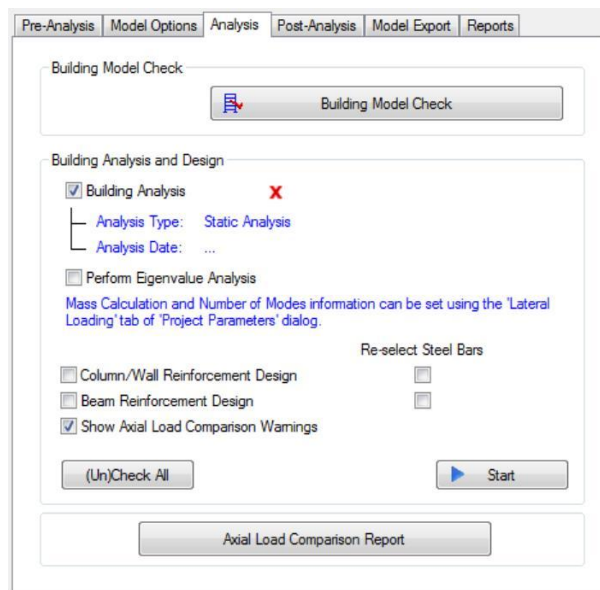 Pre-Analysis Model Options Analysis Post-Analysis Model Export Reports
Building Model Check
Building Model Check
Building Analysis and Design
Building Analysis X
Analysis Type: Static Analysis
Analysis Date: ...
Perform Eigenvalue Analysis
Mass Calculation and Number of Modes information can be set using the 'Lateral
Loading' tab of 'Project Parameters' dialog.
Re-select Steel Bars
Column/Wall Reinforcement Design
Beam Reinforcement Design
Show Axial Load Comparison Warnings
(Un)Check All Start
Axial Load Comparison Report